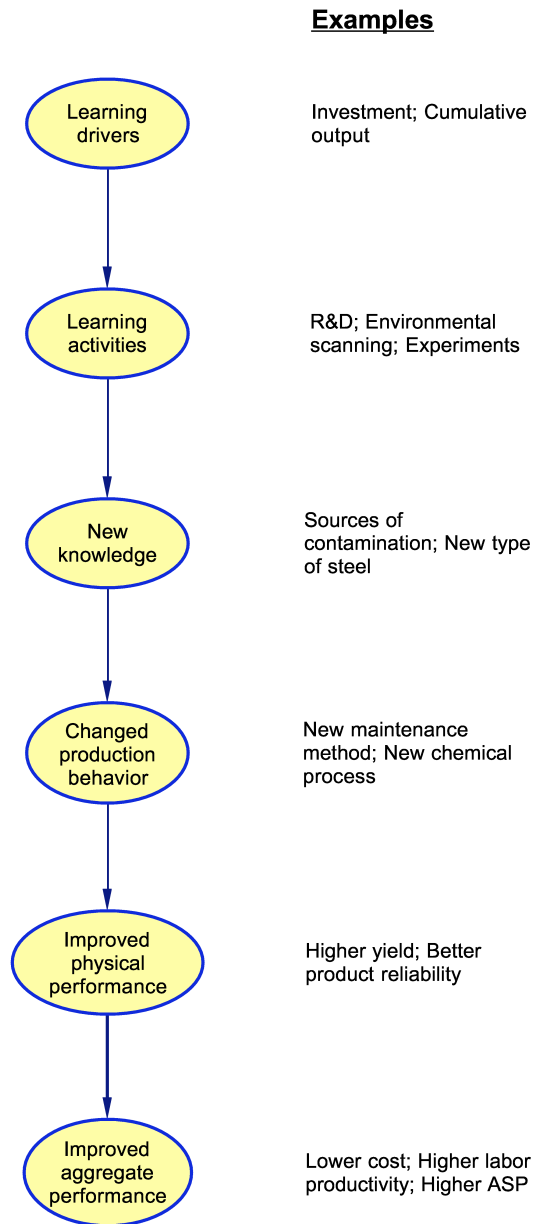 Examples
Learning
drivers
Investment; Cumulative
output
Learning
activities
R&D; Environmental
scanning; Experiments
New
knowledge
Sources of
contamination; New type
of steel
Changed
production
behavior
New maintenance
method; New chemical
process
Improved
physical
performance
Higher yield; Better
product reliability
Improved
aggregate
performance
Lower cost; Higher labor
productivity; Higher ASP